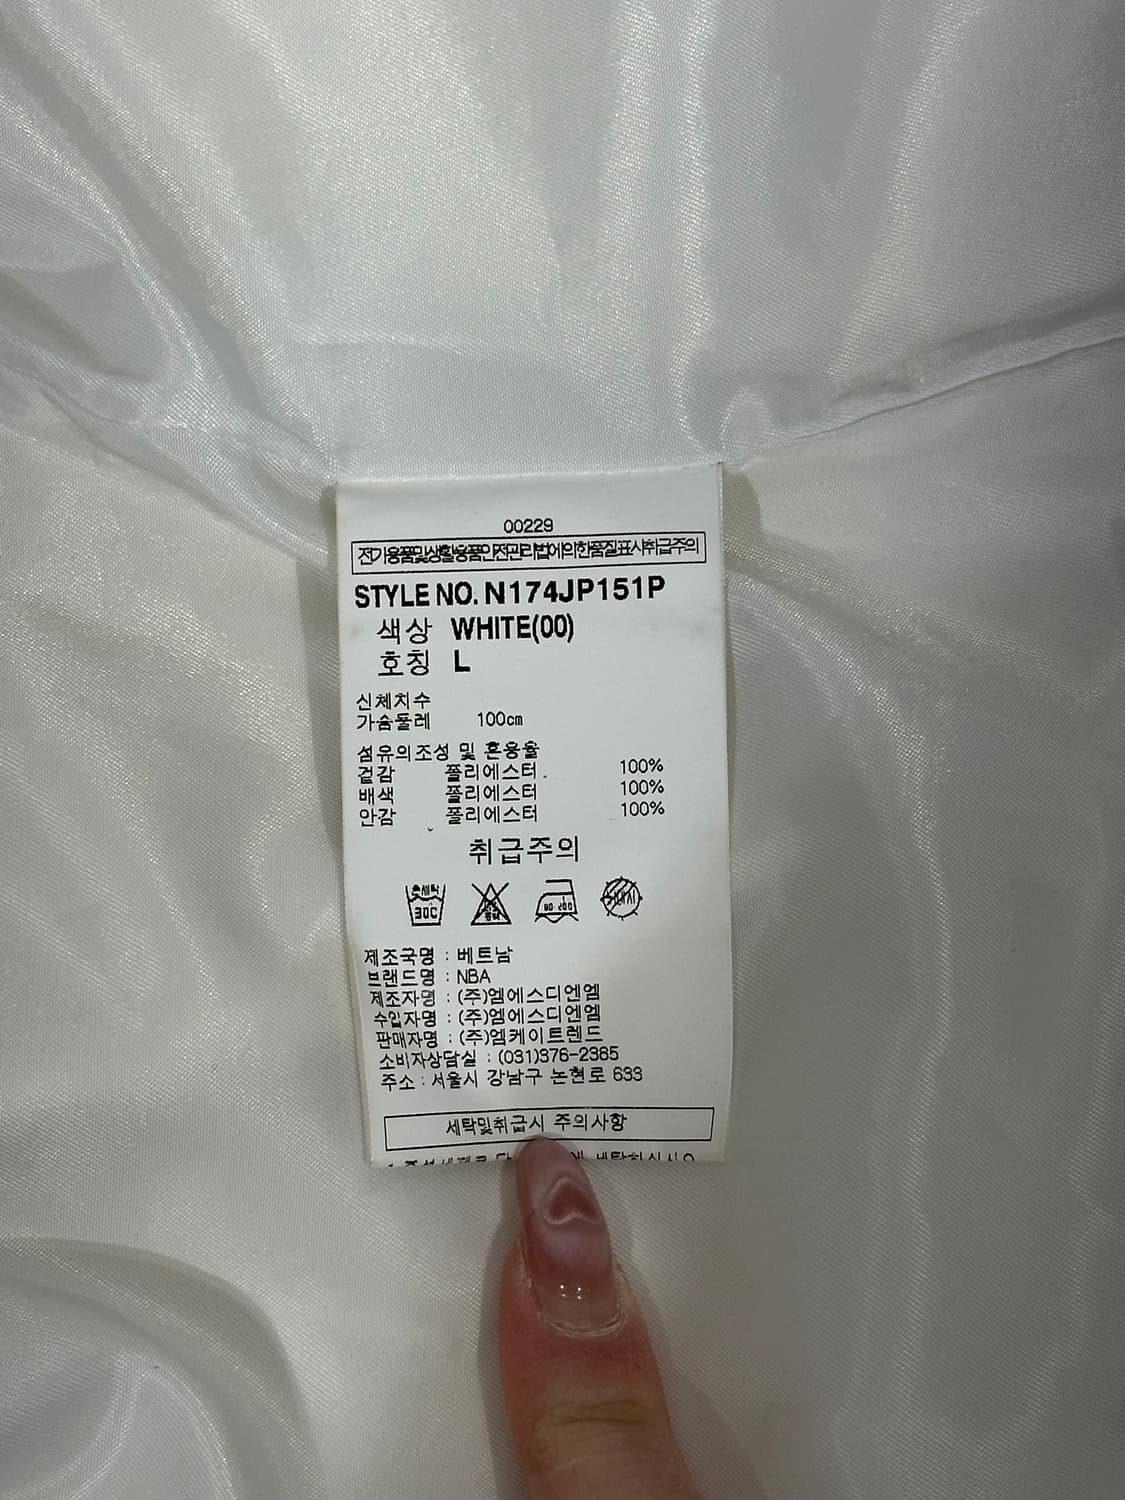 00229
전기용품및생활용품안전관리법에의한품질표시취급주의
STYLE NO. N174JP151P
색상 WHITE(00)
호칭 L
신체치수
가슴둘레 100cm
섬유의조성 및 혼용율
겉감 폴리에스터 100%
배색 폴리에스터 100%
안감 폴리에스터 100%
취급주의
손세탁
30C
제조국명 : 베트남
브랜드명 : NBA
제조자명 : (주)엠에스디엔엠
수입자명 : (주)엠에스디엔엠
판매자명 : (주)엠케이트렌드
소비자상담실 : (031)376-2365
주소 : 서울시 강남구 논현로 633
세탁및취급시 주의사항